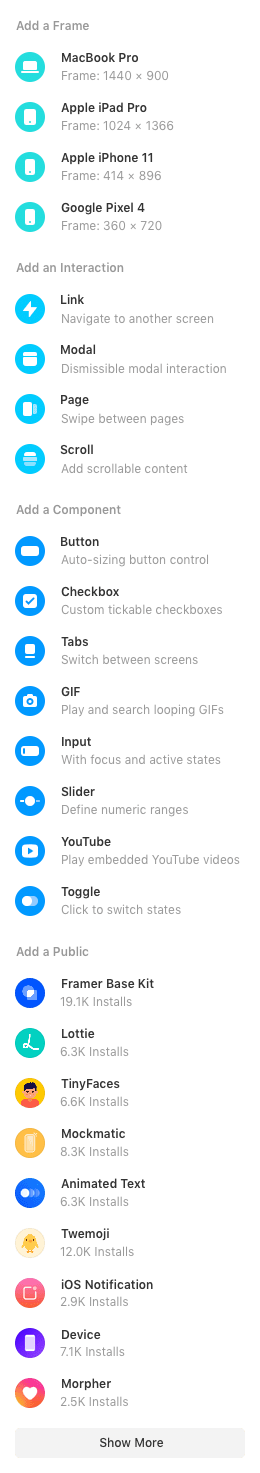 Add a Frame
MacBook Pro
Frame: 1440 × 900
Apple iPad Pro
Frame: 1024 × 1366
Apple iPhone 11
Frame: 414 × 896
Google Pixel 4
Frame: 360 × 720
Add an Interaction
Link
Navigate to another screen
Modal
Dismissible modal interaction
Page
Swipe between pages
Scroll
Add scrollable content
Add a Component
Button
Auto-sizing button control
Checkbox
Custom tickable checkboxes
Tabs
Switch between screens
GIF
Play and search looping GIFs
Input
With focus and active states
Slider
Define numeric ranges
YouTube
Play embedded YouTube videos
Toggle
Click to switch states
Add a Public
Framer Base Kit
19.1K Installs
Lottie
6.3K Installs
TinyFaces
6.6K Installs
Mockmatic
8.3K Installs
Animated Text
6.3K Installs
Twemoji
12.0K Installs
iOS Notification
2.9K Installs
Device
7.1K Installs
Morpher
2.5K Installs
Show More